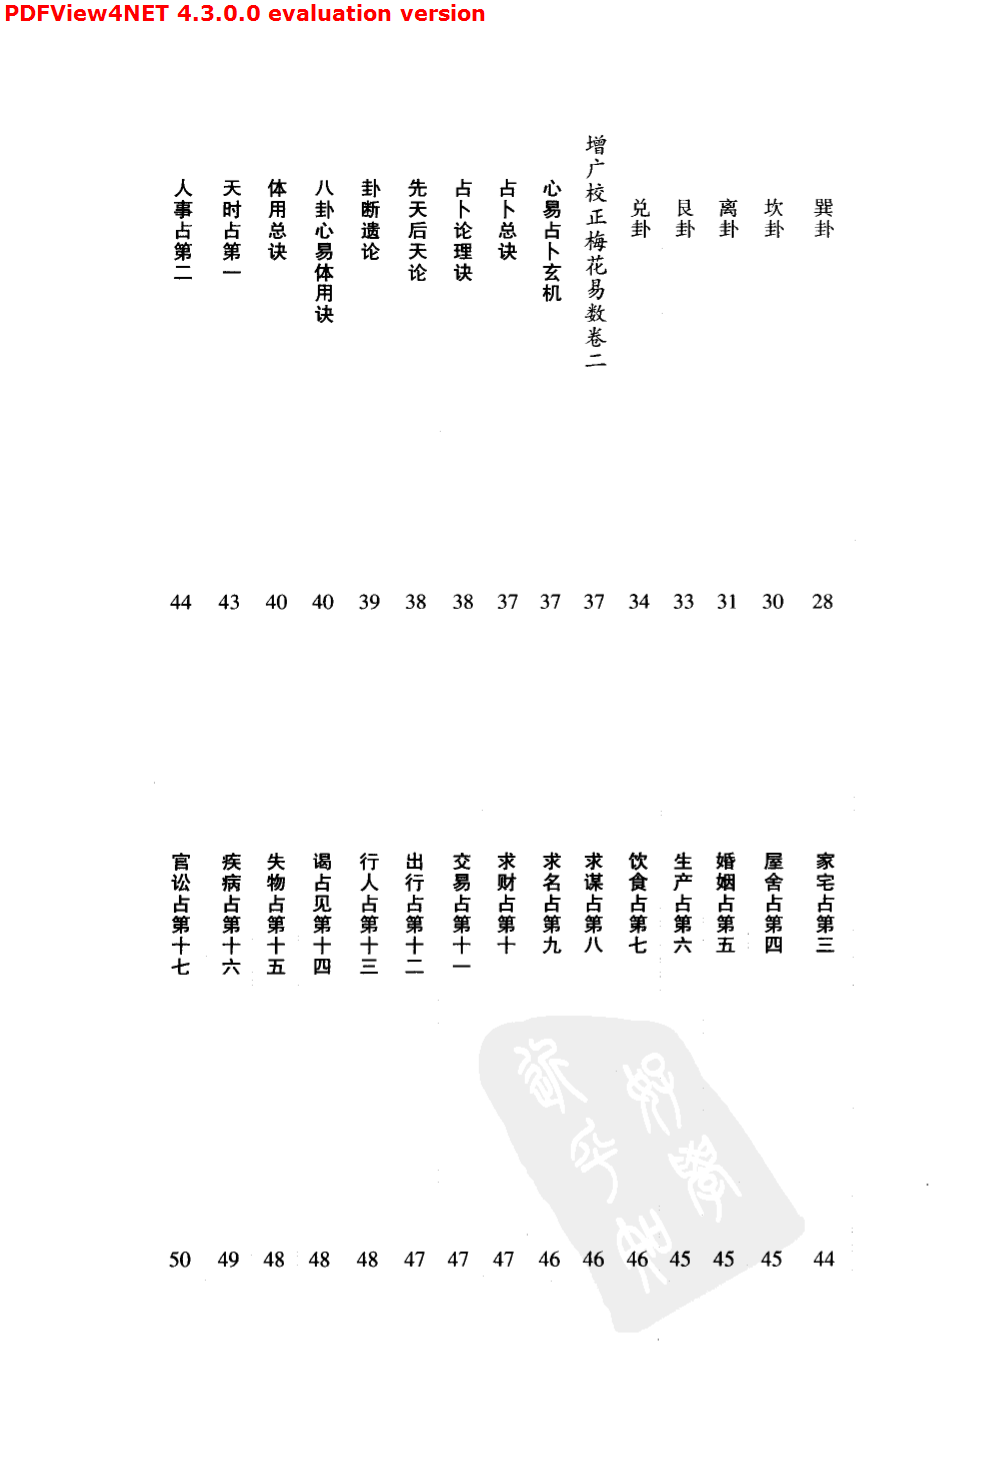 PDFView4NET 4.3.0.0 evaluation version
巽卦 28
坎卦 30
离卦 31
艮卦 33
兑卦 34
增广校正梅花易数卷二 37
心易占卜玄机 37
占卜总诀 37
占卜论理诀 38
先天后天论 38
卦断遗论 39
八卦心易体用诀 40
体用总诀 40
天时占第一 43
人事占第二 44
家宅占第三 44
屋舍占第四 45
婚姻占第五 45
生产占第六 45
饮食占第七 46
求谋占第八 46
求名占第九 46
求财占第十 47
交易占第十一 47
出行占第十二 47
行人占第十三 48
谒占见第十四 48
失物占第十五 48
疾病占第十六 49
官讼占第十七 50
好学
近乎知